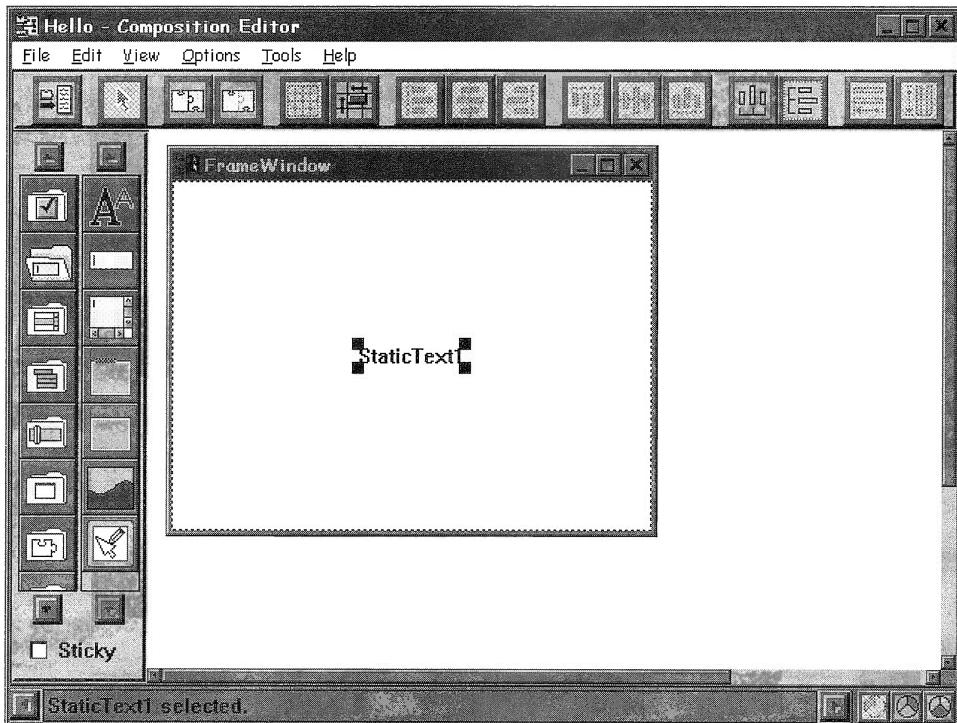 Hello - Composition Editor
File Edit View Options Tools Help
FrameWindow
StaticText1
Sticky
StaticText1 selected.